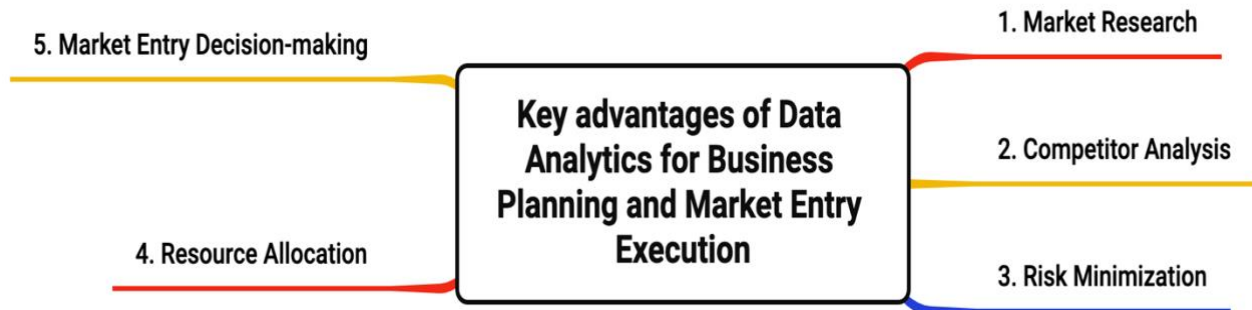 Key advantages of Data
Analytics for Business
Planning and Market Entry
Execution
1. Market Research
2. Competitor Analysis
3. Risk Minimization
4. Resource Allocation
5. Market Entry Decision-making